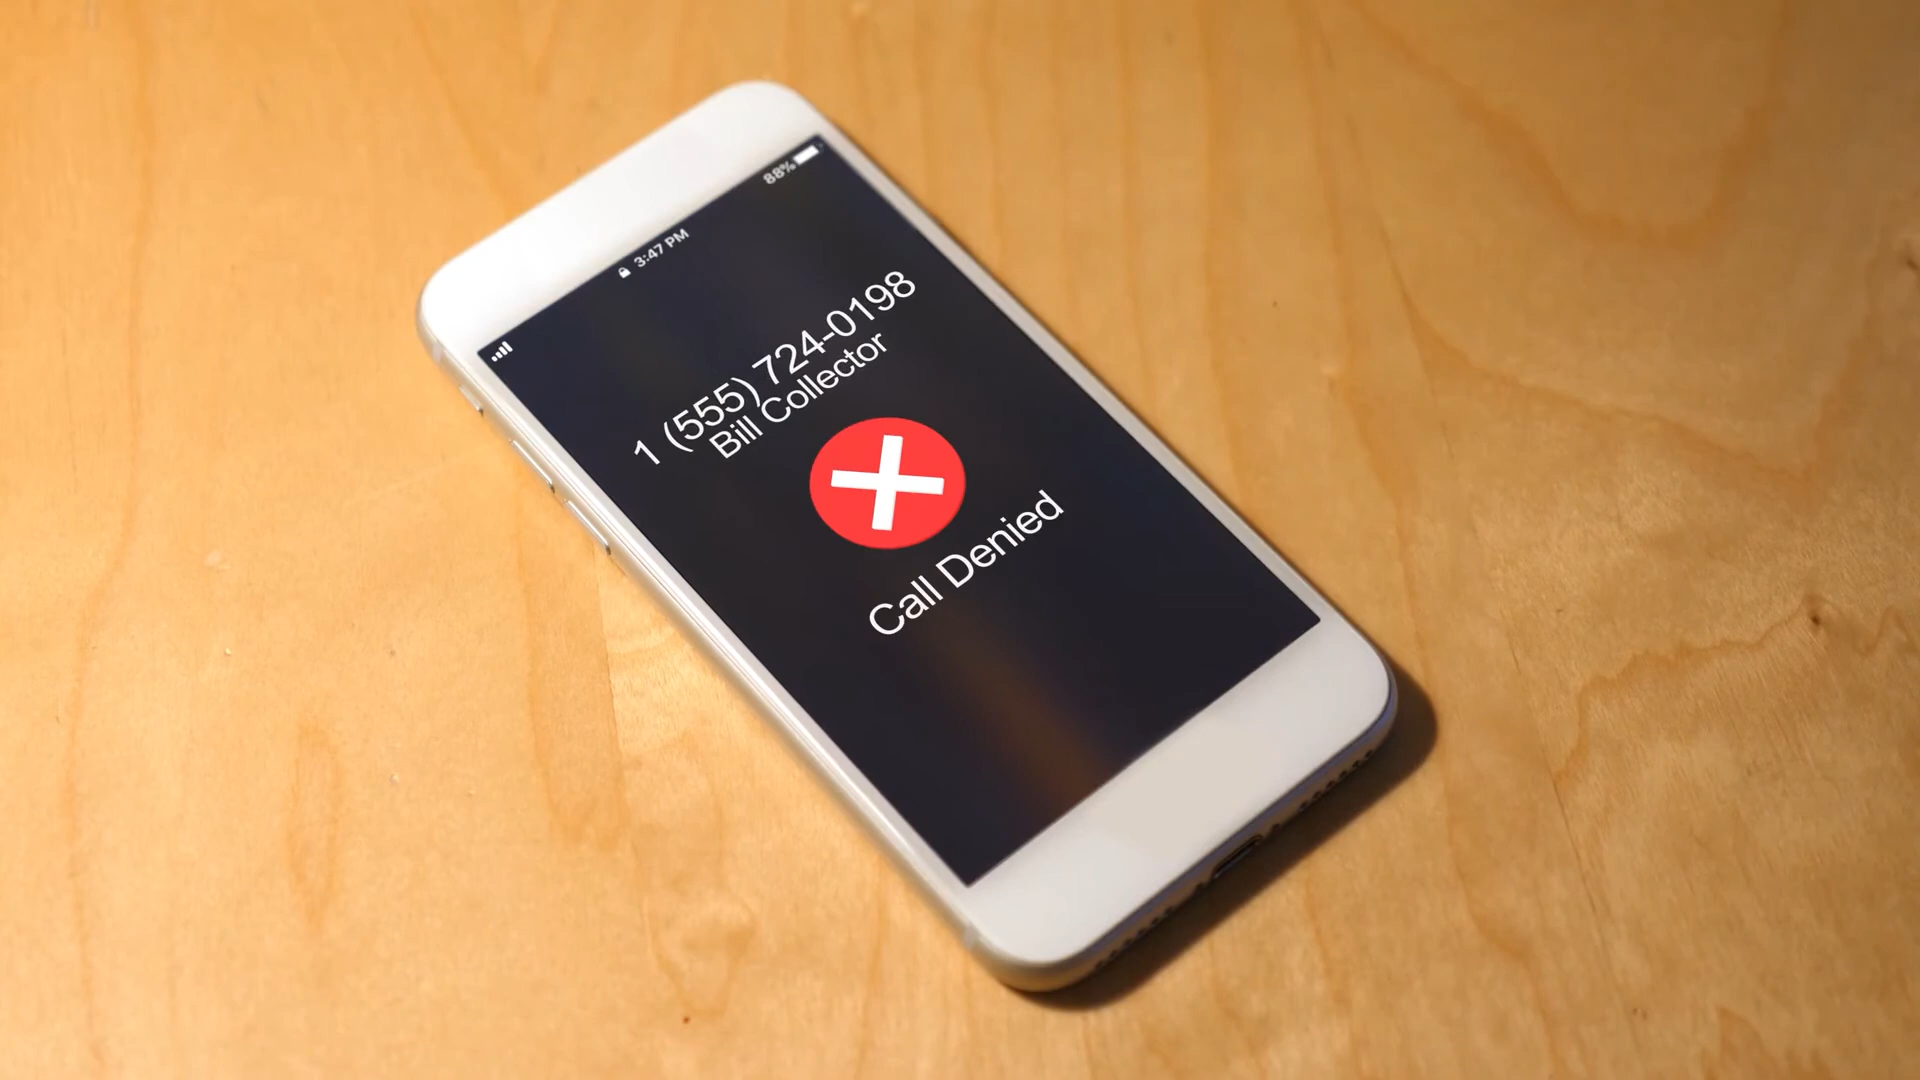 88%
3:47 PM
1 (555) 724-0198
Bill Collector
Call Denied